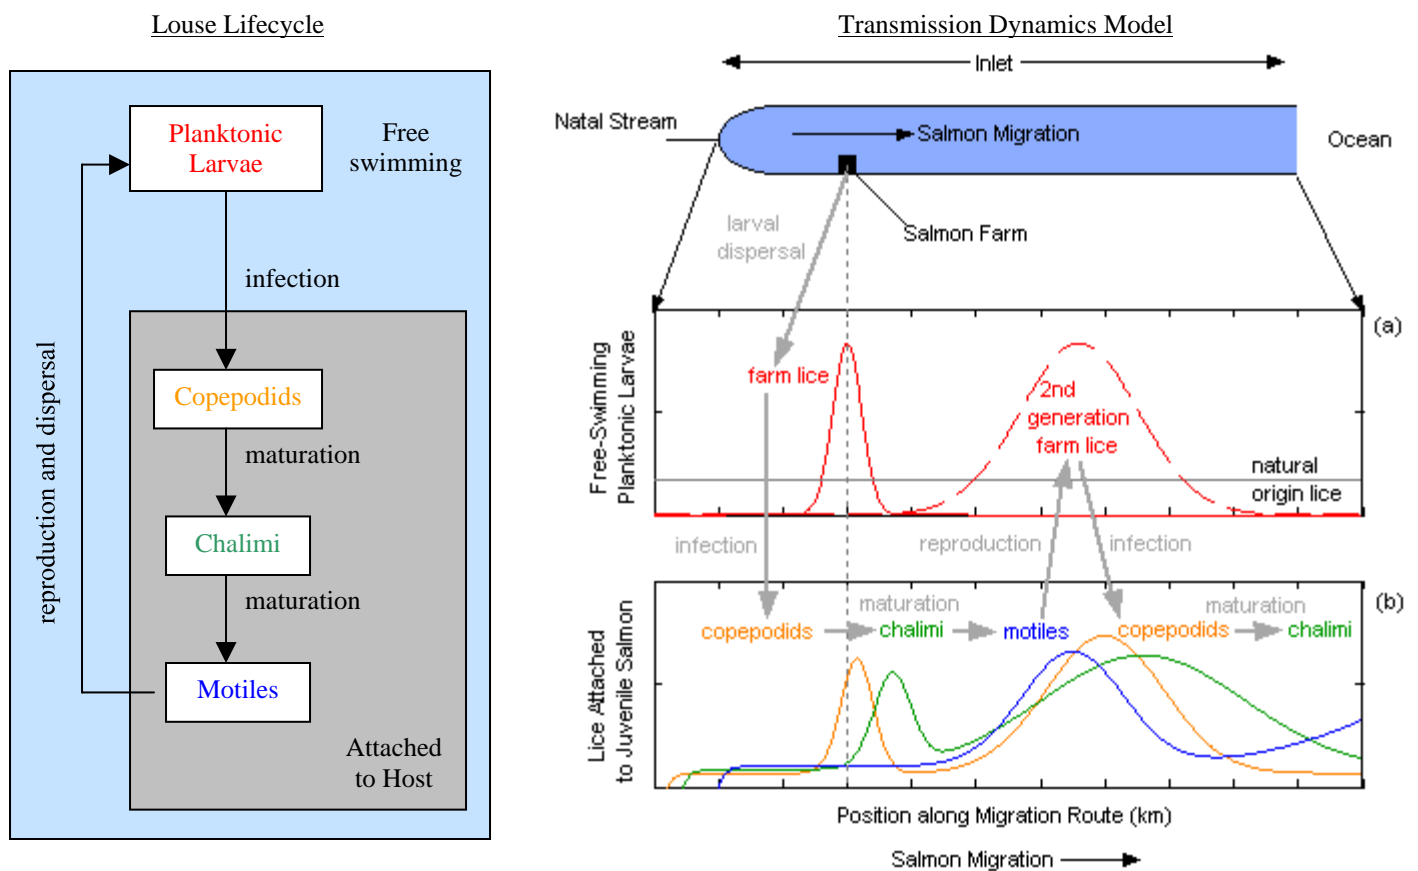 Louse Lifecycle
Planktonic
Larvae
Free
swimming
infection
reproduction and dispersal
Copepodids
maturation
Chalimi
maturation
Motiles
Attached
to Host
Transmission Dynamics Model
Inlet
Natal Stream
Salmon Migration
Ocean
larval
dispersal
Salmon Farm
(a)
Free-Swimming
Planktonic Larvae
farm lice
2nd
generation
farm lice
natural
origin lice
infection
reproduction
infection
(b)
Lice Attached
to Juvenile Salmon
maturation
maturation
copepodids
chalimi
motiles
copepodids
chalimi
Position along Migration Route (km)
Salmon Migration